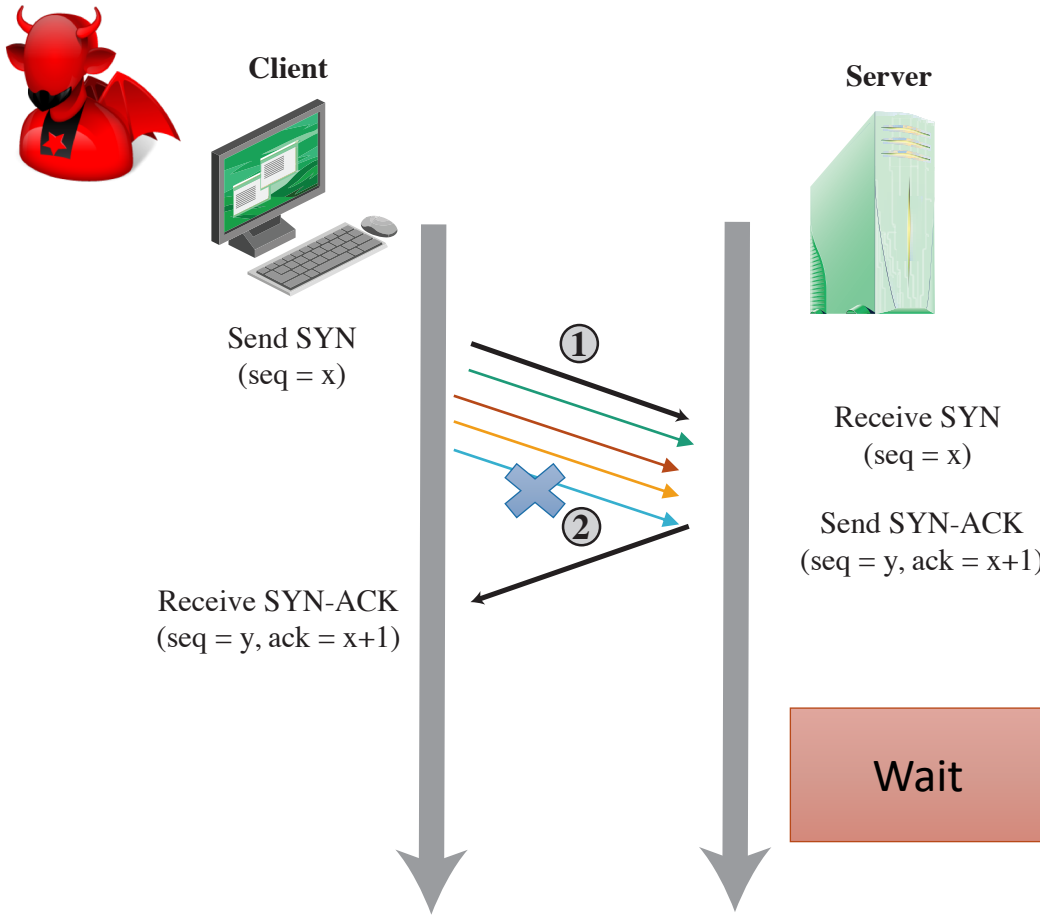 Client
Server
Send SYN
(seq = x)
1
Receive SYN
(seq = x)
2
Send SYN-ACK
(seq = y, ack = x+1)
Receive SYN-ACK
(seq = y, ack = x+1)
Wait